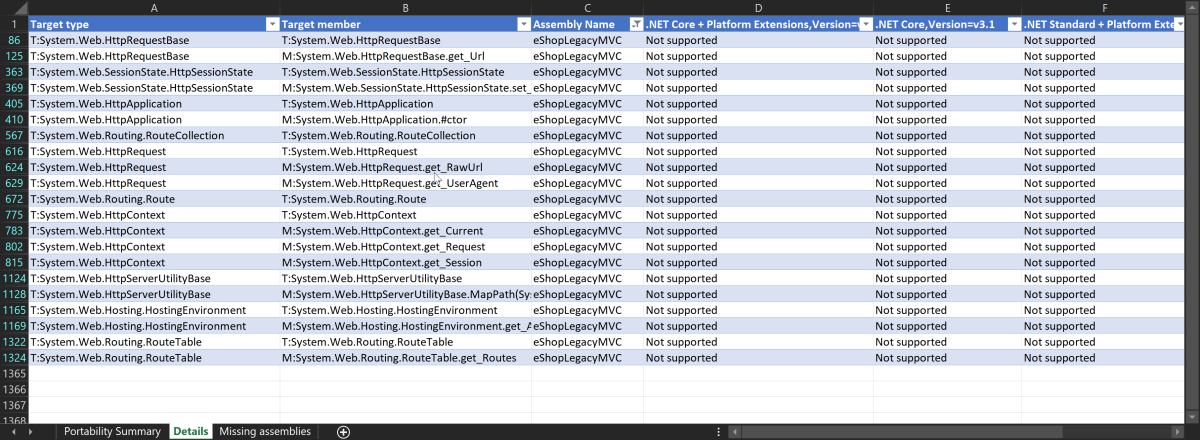 A B C D E F
1 Target type Target member Assembly Name .NET Core + Platform Extensions,Version= .NET Core,Version=v3.1 .NET Standard + Platform Exte
86 T:System.Web.HttpRequestBase T:System.Web.HttpRequestBase eShopLegacyMVC Not supported Not supported Not supported
125 T:System.Web.HttpRequestBase M:System.Web.HttpRequestBase.get_Url eShopLegacyMVC Not supported Not supported Not supported
363 T:System.Web.SessionState.HttpSessionState T:System.Web.SessionState.HttpSessionState eShopLegacyMVC Not supported Not supported Not supported
369 T:System.Web.SessionState.HttpSessionState M:System.Web.SessionState.HttpSessionState.set_ eShopLegacyMVC Not supported Not supported Not supported
405 T:System.Web.HttpApplication T:System.Web.HttpApplication eShopLegacyMVC Not supported Not supported Not supported
410 T:System.Web.HttpApplication M:System.Web.HttpApplication.#ctor eShopLegacyMVC Not supported Not supported Not supported
567 T:System.Web.Routing.RouteCollection T:System.Web.Routing.RouteCollection eShopLegacyMVC Not supported Not supported Not supported
616 T:System.Web.HttpRequest T:System.Web.HttpRequest eShopLegacyMVC Not supported Not supported Not supported
624 T:System.Web.HttpRequest M:System.Web.HttpRequest.get_RawUrl eShopLegacyMVC Not supported Not supported Not supported
629 T:System.Web.HttpRequest M:System.Web.HttpRequest.get_UserAgent eShopLegacyMVC Not supported Not supported Not supported
672 T:System.Web.Routing.Route T:System.Web.Routing.Route eShopLegacyMVC Not supported Not supported Not supported
775 T:System.Web.HttpContext T:System.Web.HttpContext eShopLegacyMVC Not supported Not supported Not supported
783 T:System.Web.HttpContext M:System.Web.HttpContext.get_Current eShopLegacyMVC Not supported Not supported Not supported
802 T:System.Web.HttpContext M:System.Web.HttpContext.get_Request eShopLegacyMVC Not supported Not supported Not supported
815 T:System.Web.HttpContext M:System.Web.HttpContext.get_Session eShopLegacyMVC Not supported Not supported Not supported
1124 T:System.Web.HttpServerUtilityBase T:System.Web.HttpServerUtilityBase eShopLegacyMVC Not supported Not supported Not supported
1128 T:System.Web.HttpServerUtilityBase M:System.Web.HttpServerUtilityBase.MapPath(Sy eShopLegacyMVC Not supported Not supported Not supported
1165 T:System.Web.Hosting.HostingEnvironment T:System.Web.Hosting.HostingEnvironment eShopLegacyMVC Not supported Not supported Not supported
1169 T:System.Web.Hosting.HostingEnvironment M:System.Web.Hosting.HostingEnvironment.get_A eShopLegacyMVC Not supported Not supported Not supported
1322 T:System.Web.Routing.RouteTable T:System.Web.Routing.RouteTable eShopLegacyMVC Not supported Not supported Not supported
1324 T:System.Web.Routing.RouteTable M:System.Web.Routing.RouteTable.get_Routes eShopLegacyMVC Not supported Not supported Not supported
1365
1366
1367
1368
Portability Summary Details Missing assemblies